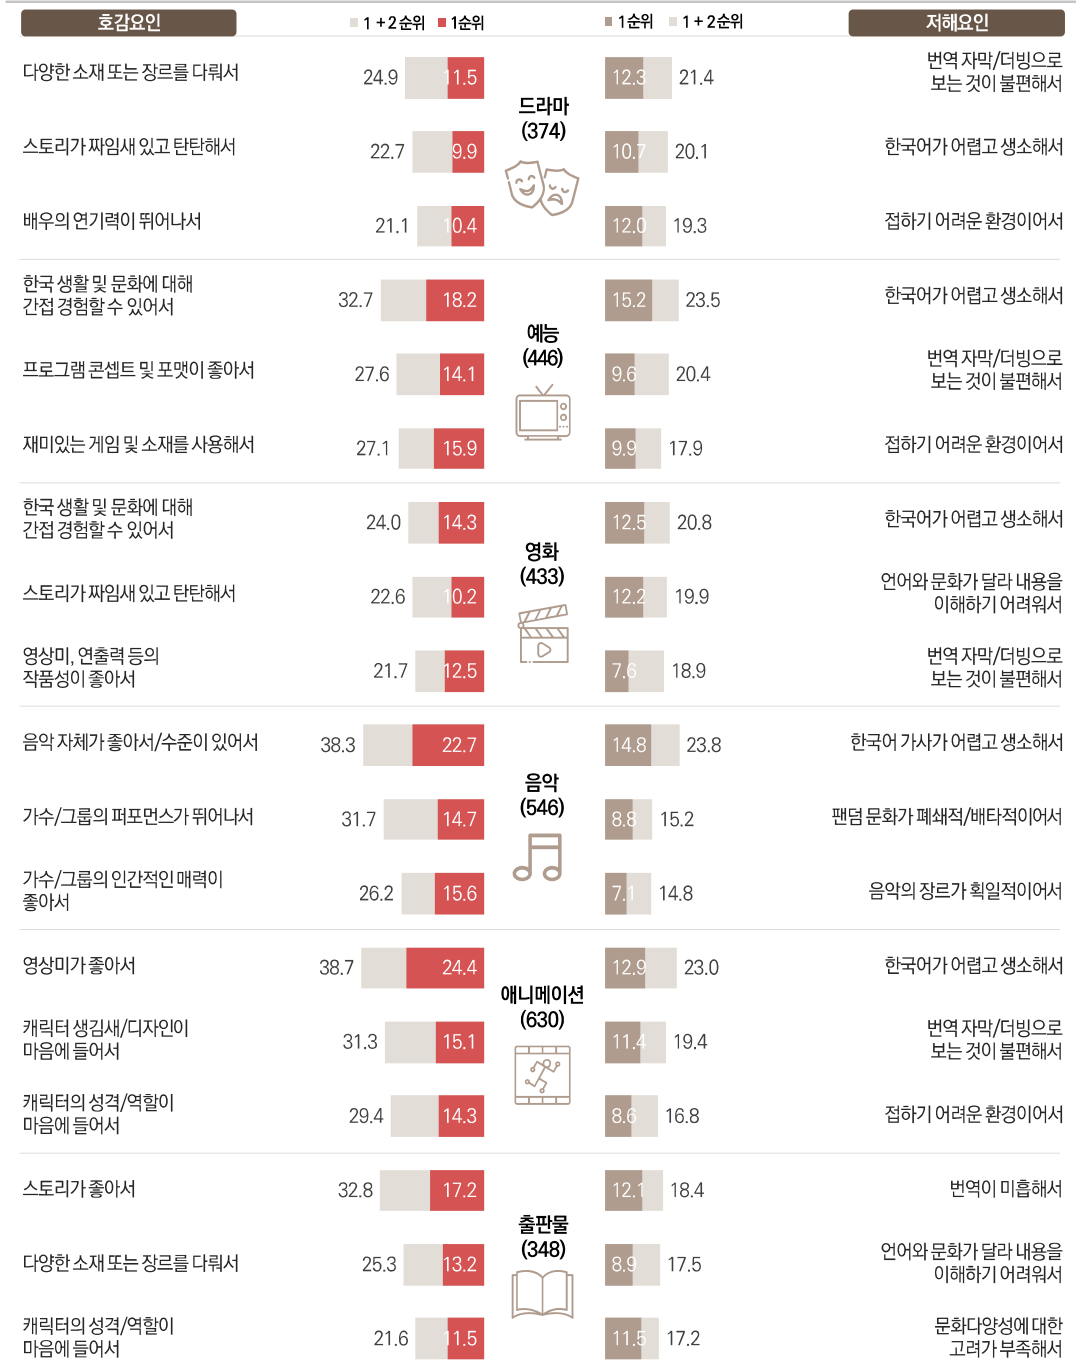 호감요인
1 + 2 순위
1순위
1순위
1 + 2순위
저해요인
드라마
(374)
다양한 소재 또는 장르를 다뤄서
24.9
11.5
12.3
21.4
번역 자막/더빙으로
보는 것이 불편해서
스토리가 짜임새 있고 탄탄해서
22.7
9.9
10.7
20.1
한국어가 어렵고 생소해서
배우의 연기력이 뛰어나서
21.1
10.4
12.0
19.3
접하기 어려운 환경이어서
예능
(446)
한국 생활 및 문화에 대해
간접 경험할 수 있어서
32.7
18.2
15.2
23.5
한국어가 어렵고 생소해서
프로그램 콘셉트 및 포맷이 좋아서
27.6
14.1
9.6
20.4
번역 자막/더빙으로
보는 것이 불편해서
재미있는 게임 및 소재를 사용해서
27.1
15.9
9.9
17.9
접하기 어려운 환경이어서
영화
(433)
한국 생활 및 문화에 대해
간접 경험할 수 있어서
24.0
14.3
12.5
20.8
한국어가 어렵고 생소해서
스토리가 짜임새 있고 탄탄해서
22.6
10.2
12.2
19.9
언어와 문화가 달라 내용을
이해하기 어려워서
영상미, 연출력 등의
작품성이 좋아서
21.7
12.5
7.6
18.9
번역 자막/더빙으로
보는 것이 불편해서
음악
(546)
음악 자체가 좋아서/수준이 있어서
38.3
22.7
14.8
23.8
한국어 가사가 어렵고 생소해서
가수/그룹의 퍼포먼스가 뛰어나서
31.7
14.7
8.8
15.2
팬덤 문화가 폐쇄적/배타적이어서
가수/그룹의 인간적인 매력이
좋아서
26.2
15.6
7.1
14.8
음악의 장르가 획일적이어서
애니메이션
(630)
영상미가 좋아서
38.7
24.4
12.9
23.0
한국어가 어렵고 생소해서
캐릭터 생김새/디자인이
마음에 들어서
31.3
15.1
11.4
19.4
번역 자막/더빙으로
보는 것이 불편해서
캐릭터의 성격/역할이
마음에 들어서
29.4
14.3
8.6
16.8
접하기 어려운 환경이어서
출판물
(348)
스토리가 좋아서
32.8
17.2
12.1
18.4
번역이 미흡해서
다양한 소재 또는 장르를 다뤄서
25.3
13.2
8.9
17.5
언어와 문화가 달라 내용을
이해하기 어려워서
캐릭터의 성격/역할이
마음에 들어서
21.6
11.5
11.5
17.2
문화다양성에 대한
고려가 부족해서